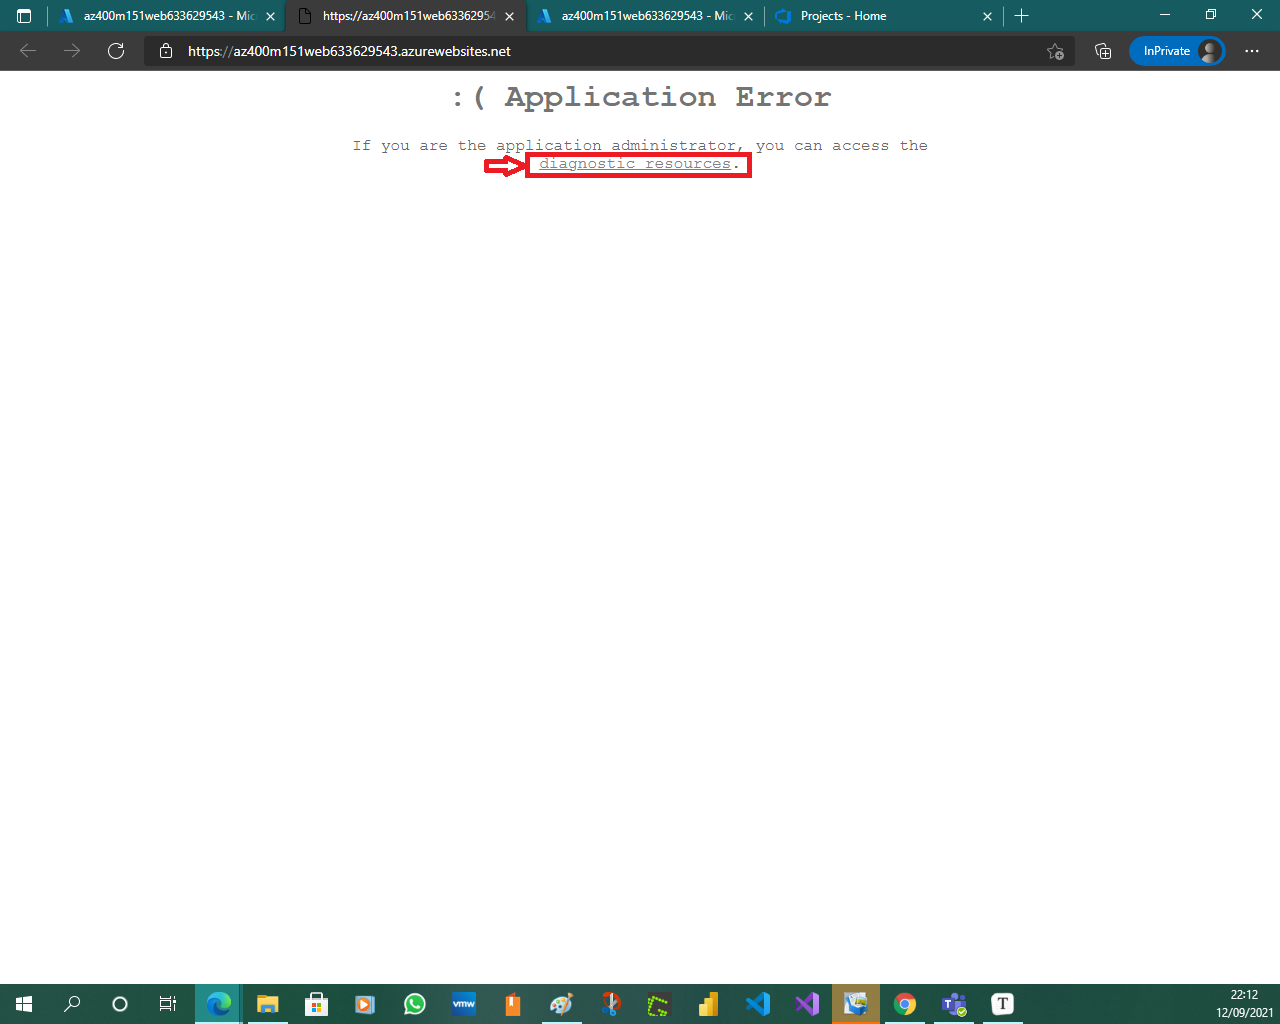 az400m151web633629543 - Mic
https://az400m151web63362954
az400m151web633629543 - Mic
Projects - Home
https://az400m151web633629543.azurewebsites.net
InPrivate
:( Application Error
If you are the application administrator, you can access the
diagnostic resources.
vmw
T
22:12
12/09/2021